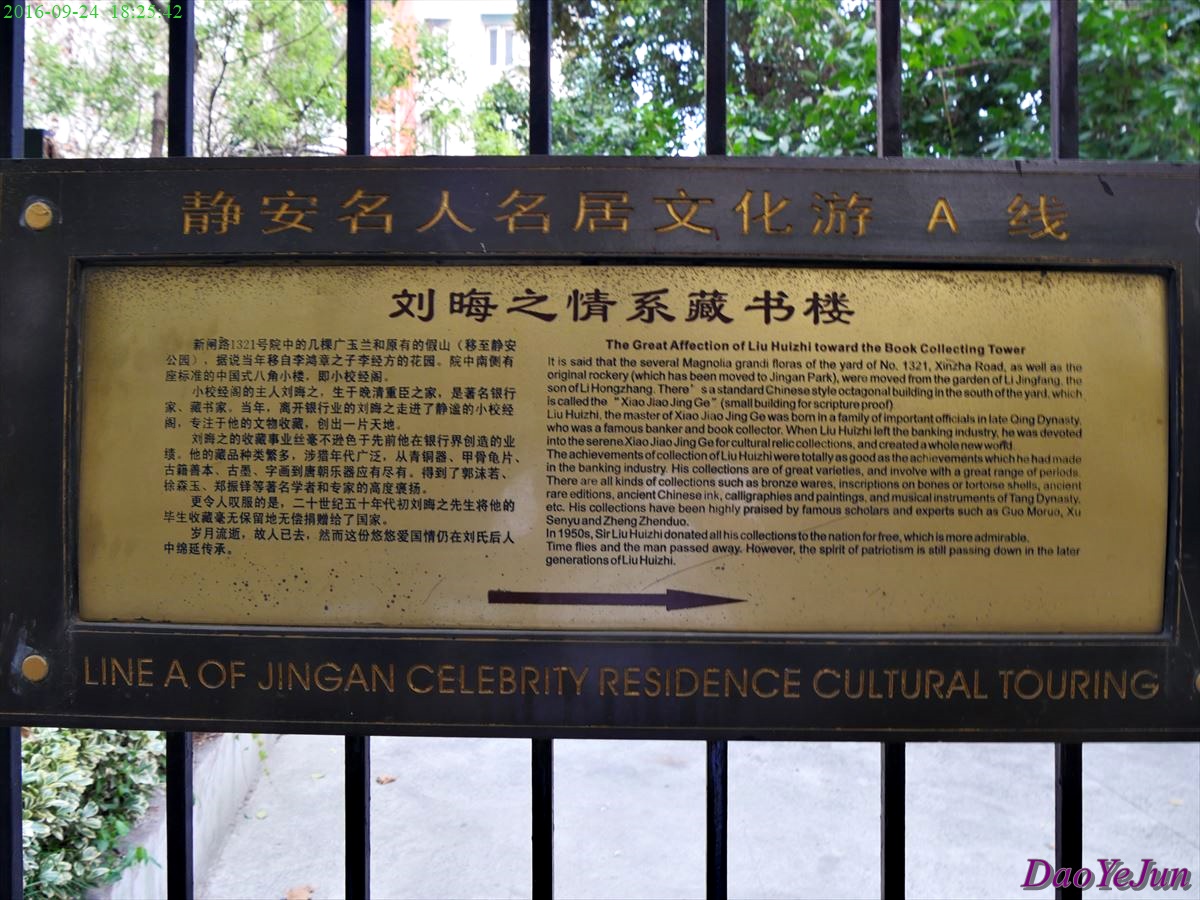 2016-09-24 18:25:42
静安名人名居文化游 A 线
刘晦之情系藏书楼
新闸路1321号院中的几棵广玉兰和原有的假山（移至静安
公园），据说当年移自李鸿章之子李经方的花园。院中南侧有
座标准的中国式八角小楼，即小校经阁。
小校经阁的主人刘晦之，生于晚清重臣之家，是著名银行
家、藏书家。当年，离开银行业的刘晦之走进了静谧的小校经
阁，专注于他的文物收藏，创出一片天地。
刘晦之的收藏事业丝毫不逊色于先前他在银行界创造的业
绩。他的藏品种类繁多，涉猎年代广泛，从青铜器、甲骨龟片、
古籍善本、古墨、字画到唐朝乐器应有尽有。得到了郭沫若、
徐森玉、郑振铎等著名学者和专家的高度褒扬。
更令人叹服的是，二十世纪五十年代初刘晦之先生将他的
毕生收藏毫无保留地无偿捐赠给了国家。
岁月流逝，故人已去，然而这份悠悠爱国情仍在刘氏后人
中绵延传承。
The Great Affection of Liu Huizhi toward the Book Collecting Tower
It is said that the several Magnolia grandi floras of the yard of No. 1321, Xinzha Road, as well as the
original rockery (which has been moved to Jingan Park), were moved from the garden of Li Jingfang, the
son of Li Hongzhang. There's a standard Chinese style octagonal building in the south of the yard, which
is called the "Xiao Jiao Jing Ge" (small building for scripture proof)
Liu Huizhi, the master of Xiao Jiao Jing Ge was born in a family of important officials in late Qing Dynasty,
who was a famous banker and book collector. When Liu Huizhi left the banking industry, he was devoted
into the serene Xiao Jiao Jing Ge for cultural relic collections, and created a whole new world.
The achievements of collection of Liu Huizhi were totally as good as the achievements which he had made
in the banking industry. His collections are of great varieties, and involve with a great range of periods.
There are all kinds of collections such as bronze wares, inscriptions on bones or tortoise shells, ancient
rare editions, ancient Chinese ink, calligraphies and paintings, and musical instruments of Tang Dynasty,
etc. His collections have been highly praised by famous scholars and experts such as Guo Moruo, Xu
Senyu and Zheng Zhenduo.
In 1950s, Sir Liu Huizhi donated all his collections to the nation for free, which is more admirable.
Time flies and the man passed away. However, the spirit of patriotism is still passing down in the later
generations of Liu Huizhi.
LINE A OF JINGAN CELEBRITY RESIDENCE CULTURAL TOURING
DaoYeJun